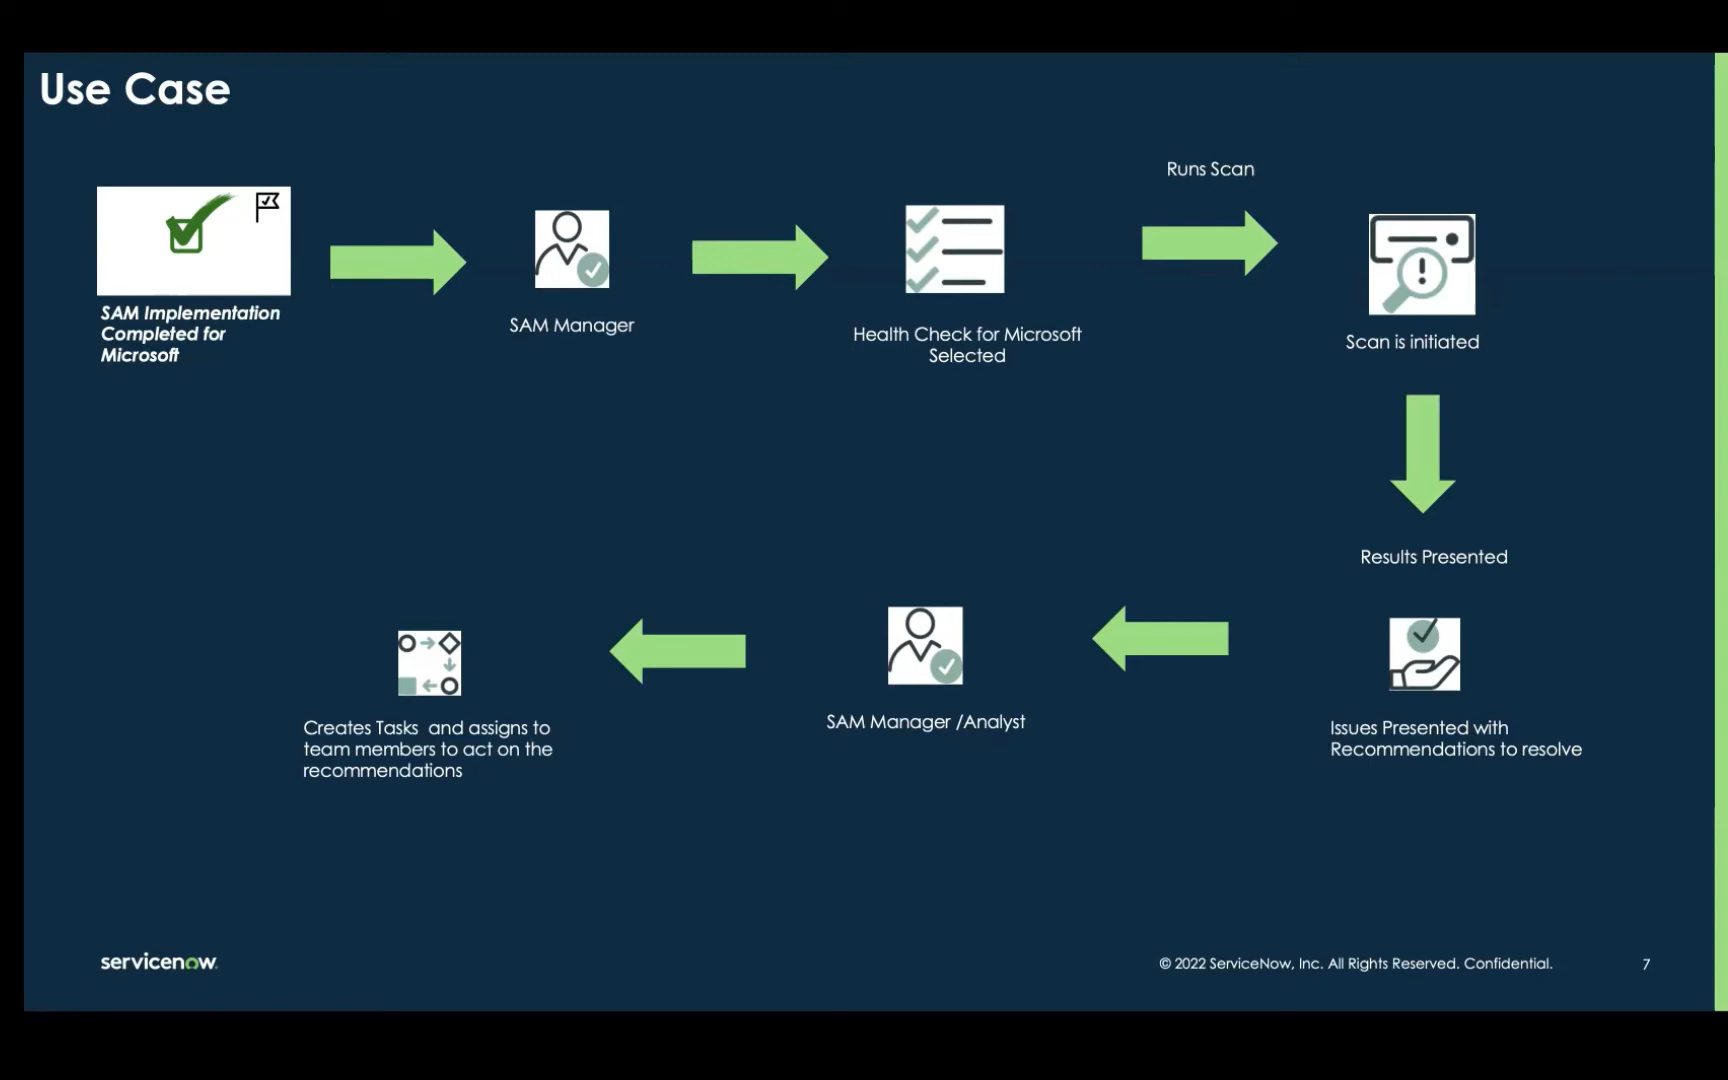 Use Case
Runs Scan
SAM Implementation
Completed for
Microsoft
SAM Manager
Health Check for Microsoft
Selected
Scan is initiated
Results Presented
Creates Tasks  and assigns to
team members to act on the
recommendations
SAM Manager /Analyst
Issues Presented with
Recommendations to resolve
servicenow.
© 2022 ServiceNow, Inc. All Rights Reserved. Confidential.
7